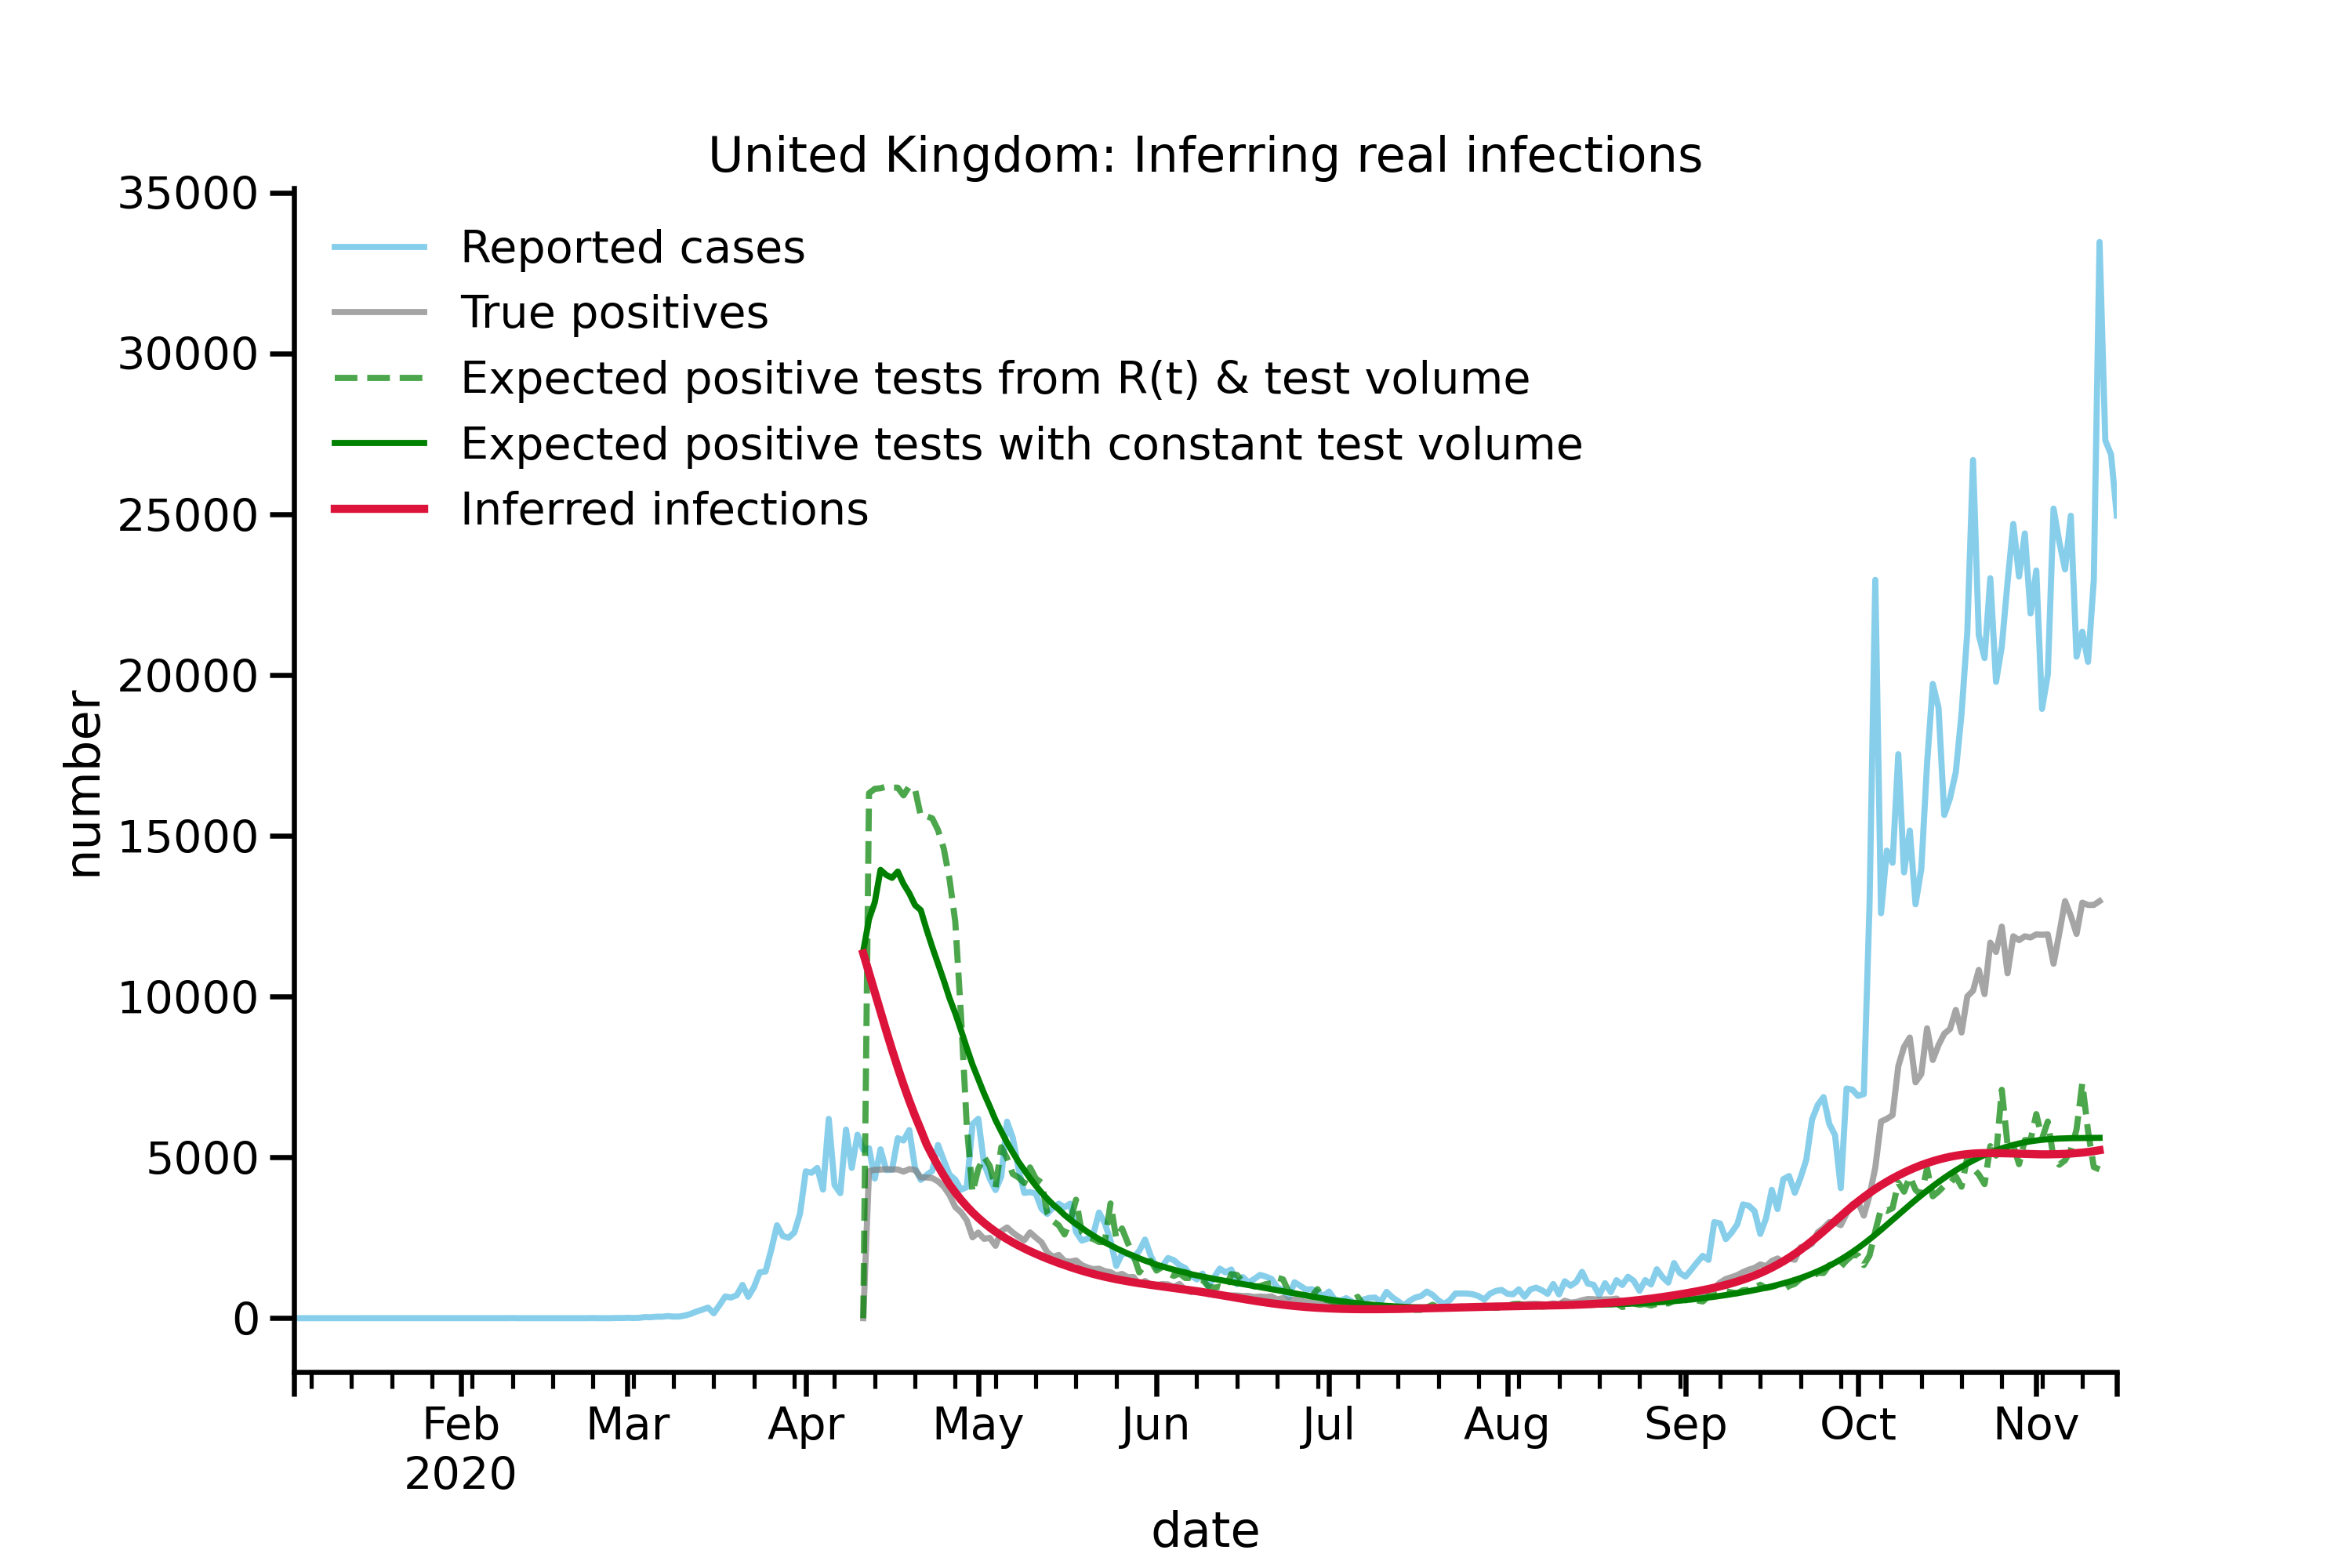 United Kingdom: Inferring real infections
35000
30000
25000
20000
15000
10000
5000
0
number
Reported cases
True positives
Expected positive tests from R(t) & test volume
Expected positive tests with constant test volume
Inferred infections
Feb Mar Apr May Jun Jul Aug Sep Oct Nov
2020
date